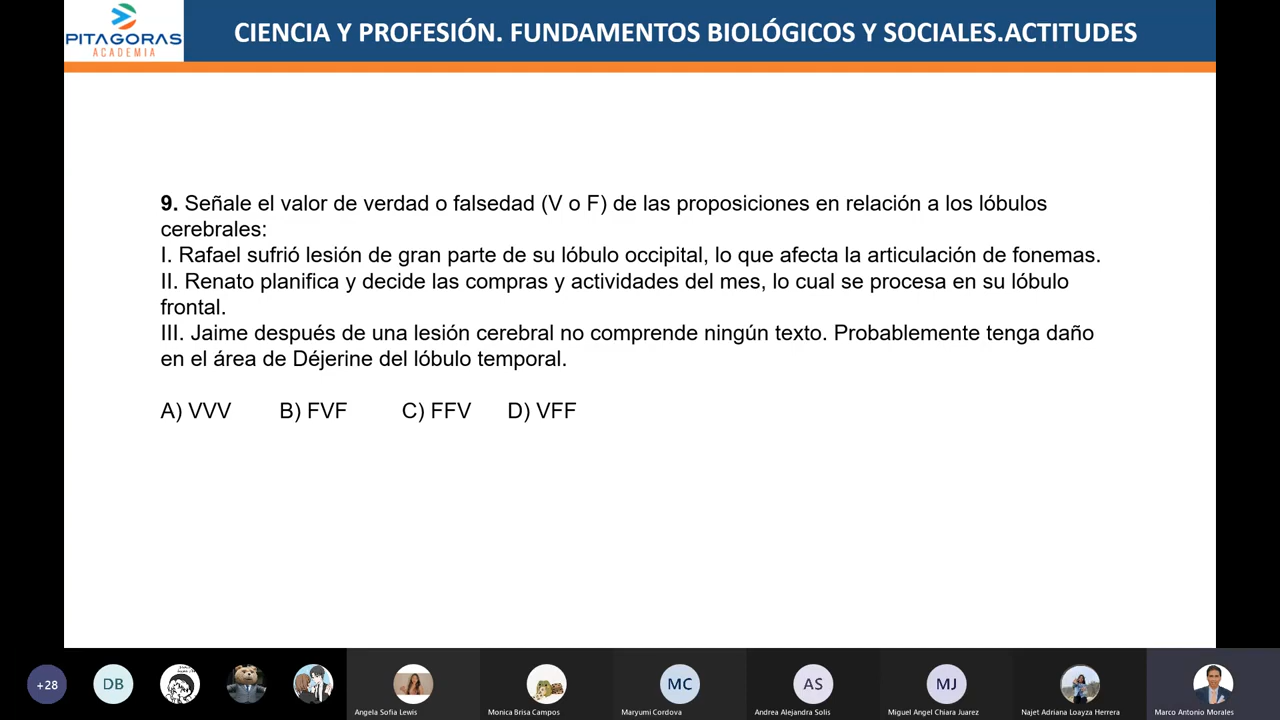 PITAGORAS
ACADEMIA
CIENCIA Y PROFESIÓN. FUNDAMENTOS BIOLÓGICOS Y SOCIALES.ACTITUDES
9. Señale el valor de verdad o falsedad (V o F) de las proposiciones en relación a los lóbulos
cerebrales:
I. Rafael sufrió lesión de gran parte de su lóbulo occipital, lo que afecta la articulación de fonemas.
II. Renato planifica y decide las compras y actividades del mes, lo cual se procesa en su lóbulo
frontal.
III. Jaime después de una lesión cerebral no comprende ningún texto. Probablemente tenga daño
en el área de Déjerine del lóbulo temporal.
A) VVV B) FVF C) FFV D) VFF
+28 DB MC AS MJ
Angela Sofia Lewis Monica Brisa Campos Maryumi Cordova Andrea Alejandra Solis Miguel Angel Chiara Juarez Najet Adriana Loayza Herrera Marco Antonio Morales